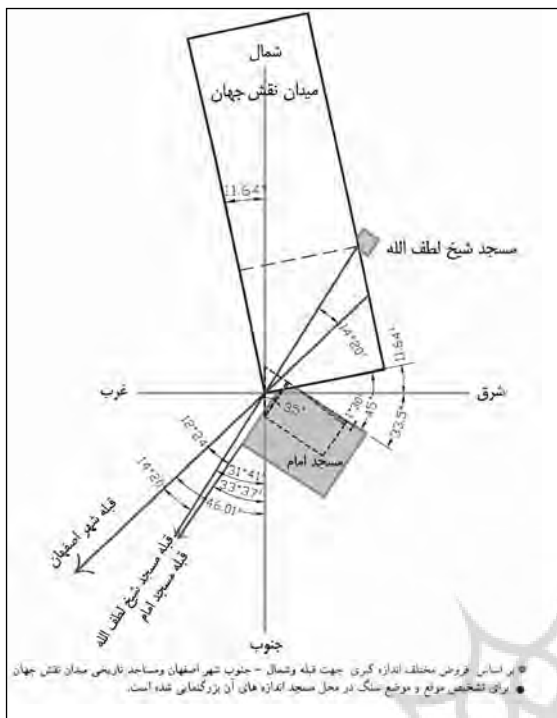 شمال
میدان نقش جهان
11.64°
مسجد شیخ لطف الله
14°20'
11.64°
غرب
شرق
35°
1°30'
45°
33.5°
مسجد امام
12°24'
14°20'
31°41'
33°37'
46.01°
قبله شهر اصفهان
قبله مسجد شیخ لطف الله
قبله مسجد امام
جنوب
بر اساس فروض مختلف اندازه گیری جهت قبله وشمال - جنوب شهر اصفهان ومساجد تاریخی میدان نقش جهان
برای تشخیص موقع و موضع سنگ در محل مسجد اندازه های آن بزرگنمایی شده است.